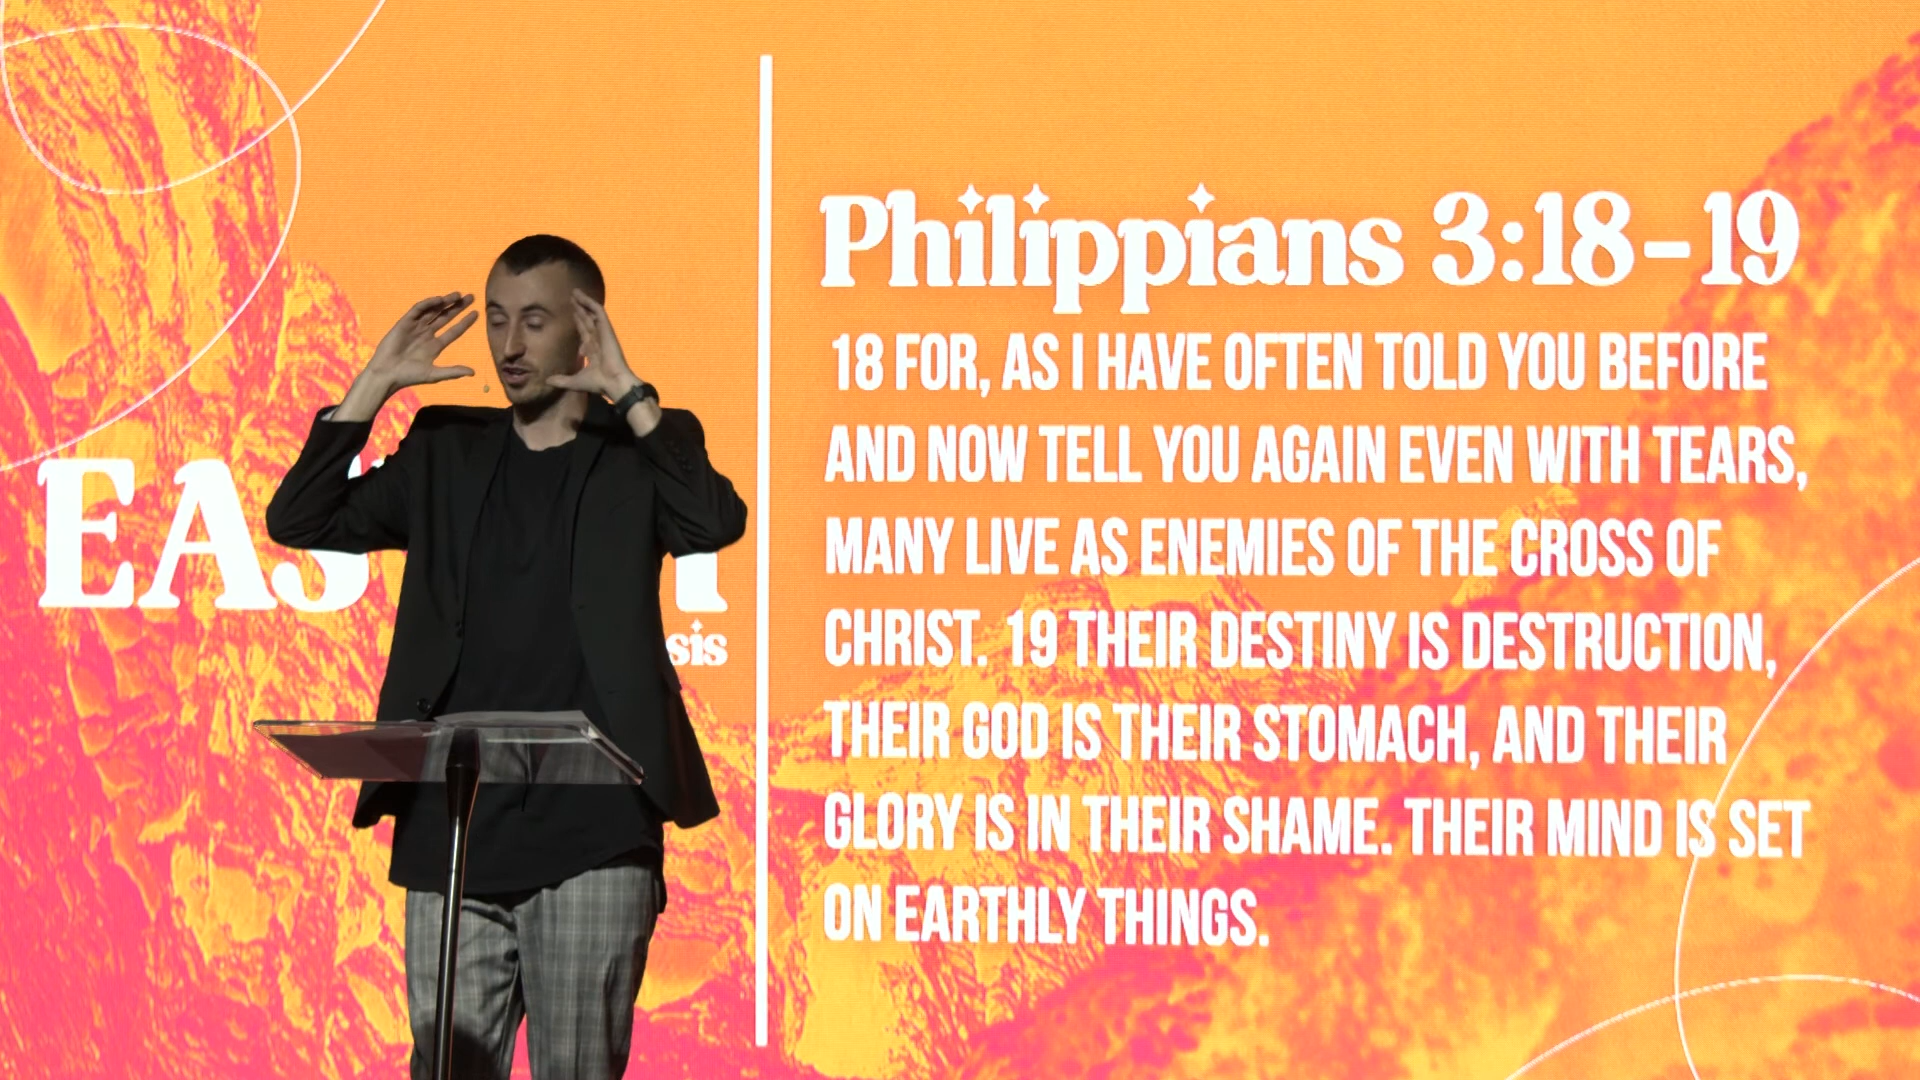 EAS
sis
Philippians 3:18-19
18 FOR, AS I HAVE OFTEN TOLD YOU BEFORE
AND NOW TELL YOU AGAIN EVEN WITH TEARS,
MANY LIVE AS ENEMIES OF THE CROSS OF
CHRIST. 19 THEIR DESTINY IS DESTRUCTION,
THEIR GOD IS THEIR STOMACH, AND THEIR
GLORY IS IN THEIR SHAME. THEIR MIND IS SET
ON EARTHLY THINGS.